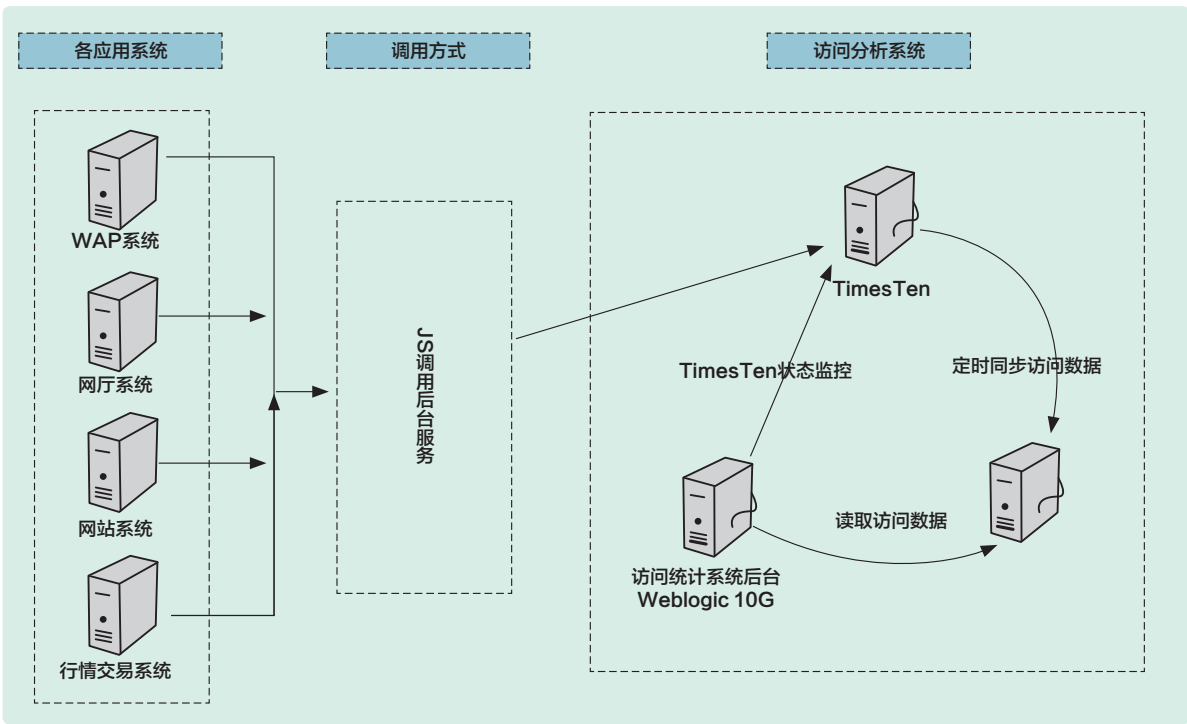 各应用系统
调用方式
访问分析系统
WAP系统
网厅系统
网站系统
行情交易系统
JS调用后台服务
TimesTen
TimesTen状态监控
定时同步访问数据
读取访问数据
访问统计系统后台
Weblogic 10G